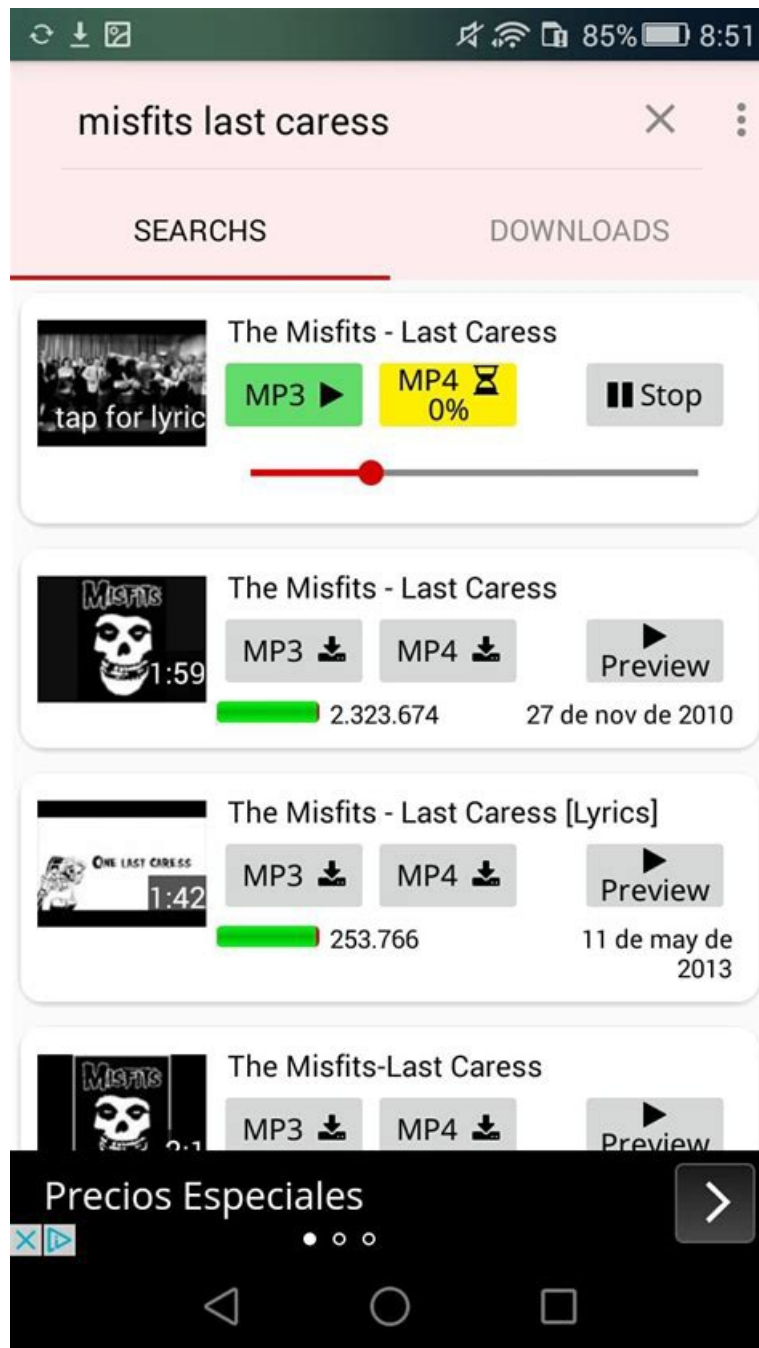 85% 8:51
misfits last caress
SEARCHS DOWNLOADS
The Misfits - Last Caress
tap for lyric
MP3 MP4 0% Stop
The Misfits - Last Caress
MISFITS
1:59
MP3 MP4 Preview
2.323.674 27 de nov de 2010
The Misfits - Last Caress [Lyrics]
ONE LAST CARESS
1:42
MP3 MP4 Preview
253.766 11 de may de
2013
The Misfits-Last Caress
MISFITS
MP3 MP4 Preview
Precios Especiales